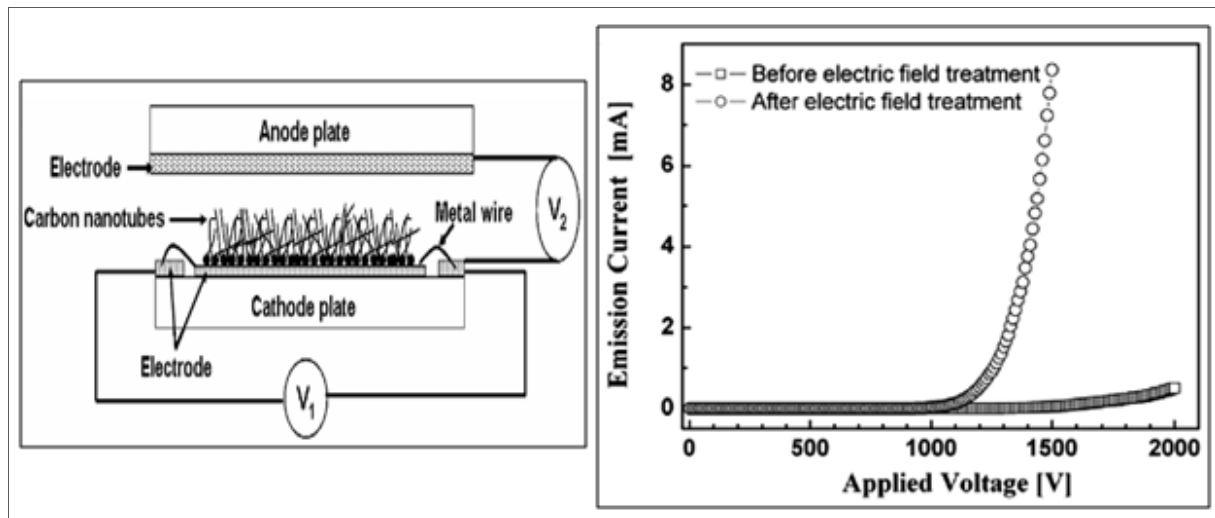 Anode plate
Electrode
Carbon nanotubes
Metal wire
V2
Cathode plate
Electrode
V1
Before electric field treatment
After electric field treatment
Emission Current [mA]
8
6
4
2
0
0 500 1000 1500 2000
Applied Voltage [V]